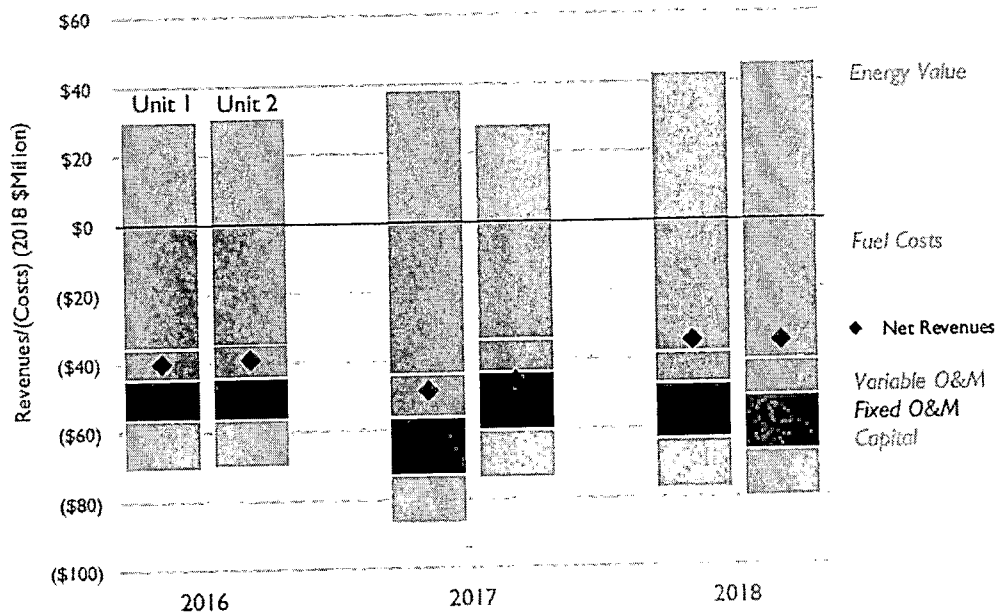 $60
$40
$20
$0
($20)
($40)
($60)
($80)
($100)
Revenues/(Costs) (2018 $Million)
Unit 1 Unit 2
Energy Value
Fuel Costs
Net Revenues
Variable O&M
Fixed O&M
Capital
2016 2017 2018